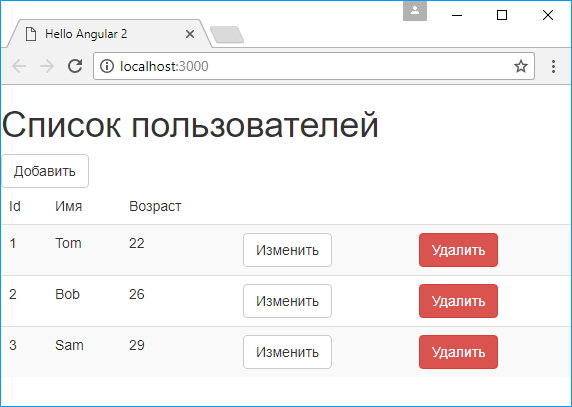 Hello Angular 2
localhost:3000
Список пользователей
Добавить
Id Имя Возраст
1 Tom 22 Изменить Удалить
2 Bob 26 Изменить Удалить
3 Sam 29 Изменить Удалить